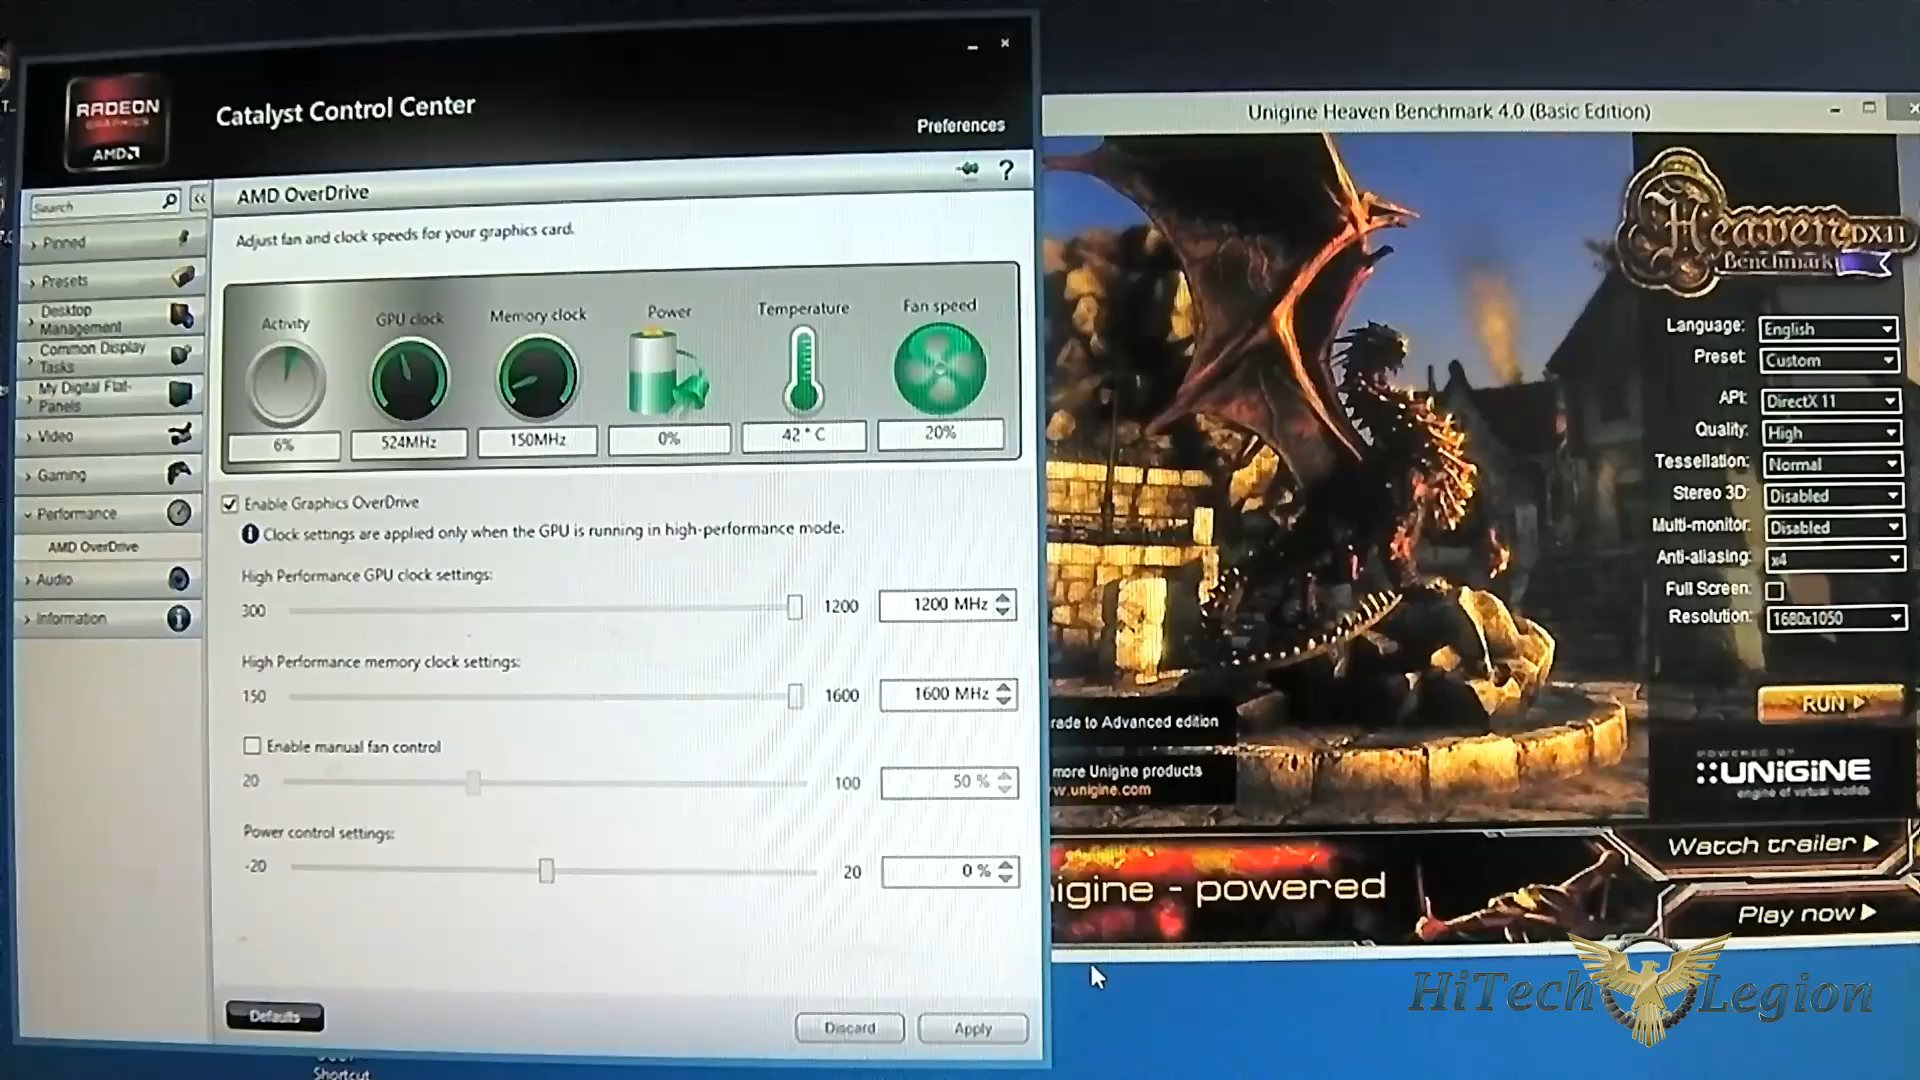 RADEON
GRAPHICS
AMD
Catalyst Control Center
Preferences
Search
«
AMD OverDrive
?
Pinned
Presets
Desktop
Management
Common Display
Tasks
My Digital Flat-
Panels
Video
Gaming
Performance
AMD OverDrive
Audio
Information
Adjust fan and clock speeds for your graphics card.
Activity GPU clock Memory clock Power Temperature Fan speed
6% 524MHz 150MHz 0% 42 ° C 20%
Enable Graphics OverDrive
Clock settings are applied only when the GPU is running in high-performance mode.
High Performance GPU clock settings:
300 1200 1200 MHz
High Performance memory clock settings:
150 1600 1600 MHz
Enable manual fan control
20 100 50 %
Power control settings:
-20 20 0 %
Defaults
Discard
Apply
Shortcut
Unigine Heaven Benchmark 4.0 (Basic Edition)
Heaven DX11
Benchmark
Language: English
Preset: Custom
API: DirectX 11
Quality: High
Tessellation: Normal
Stereo 3D: Disabled
Multi-monitor: Disabled
Anti-aliasing: x4
Full Screen:
Resolution: 1680x1050
RUN
rade to Advanced edition
more Unigine products
w.unigine.com
POWERED BY
UNiGiNE
engine of virtual worlds
igine - powered
Watch trailer
Play now
HiTech Legion